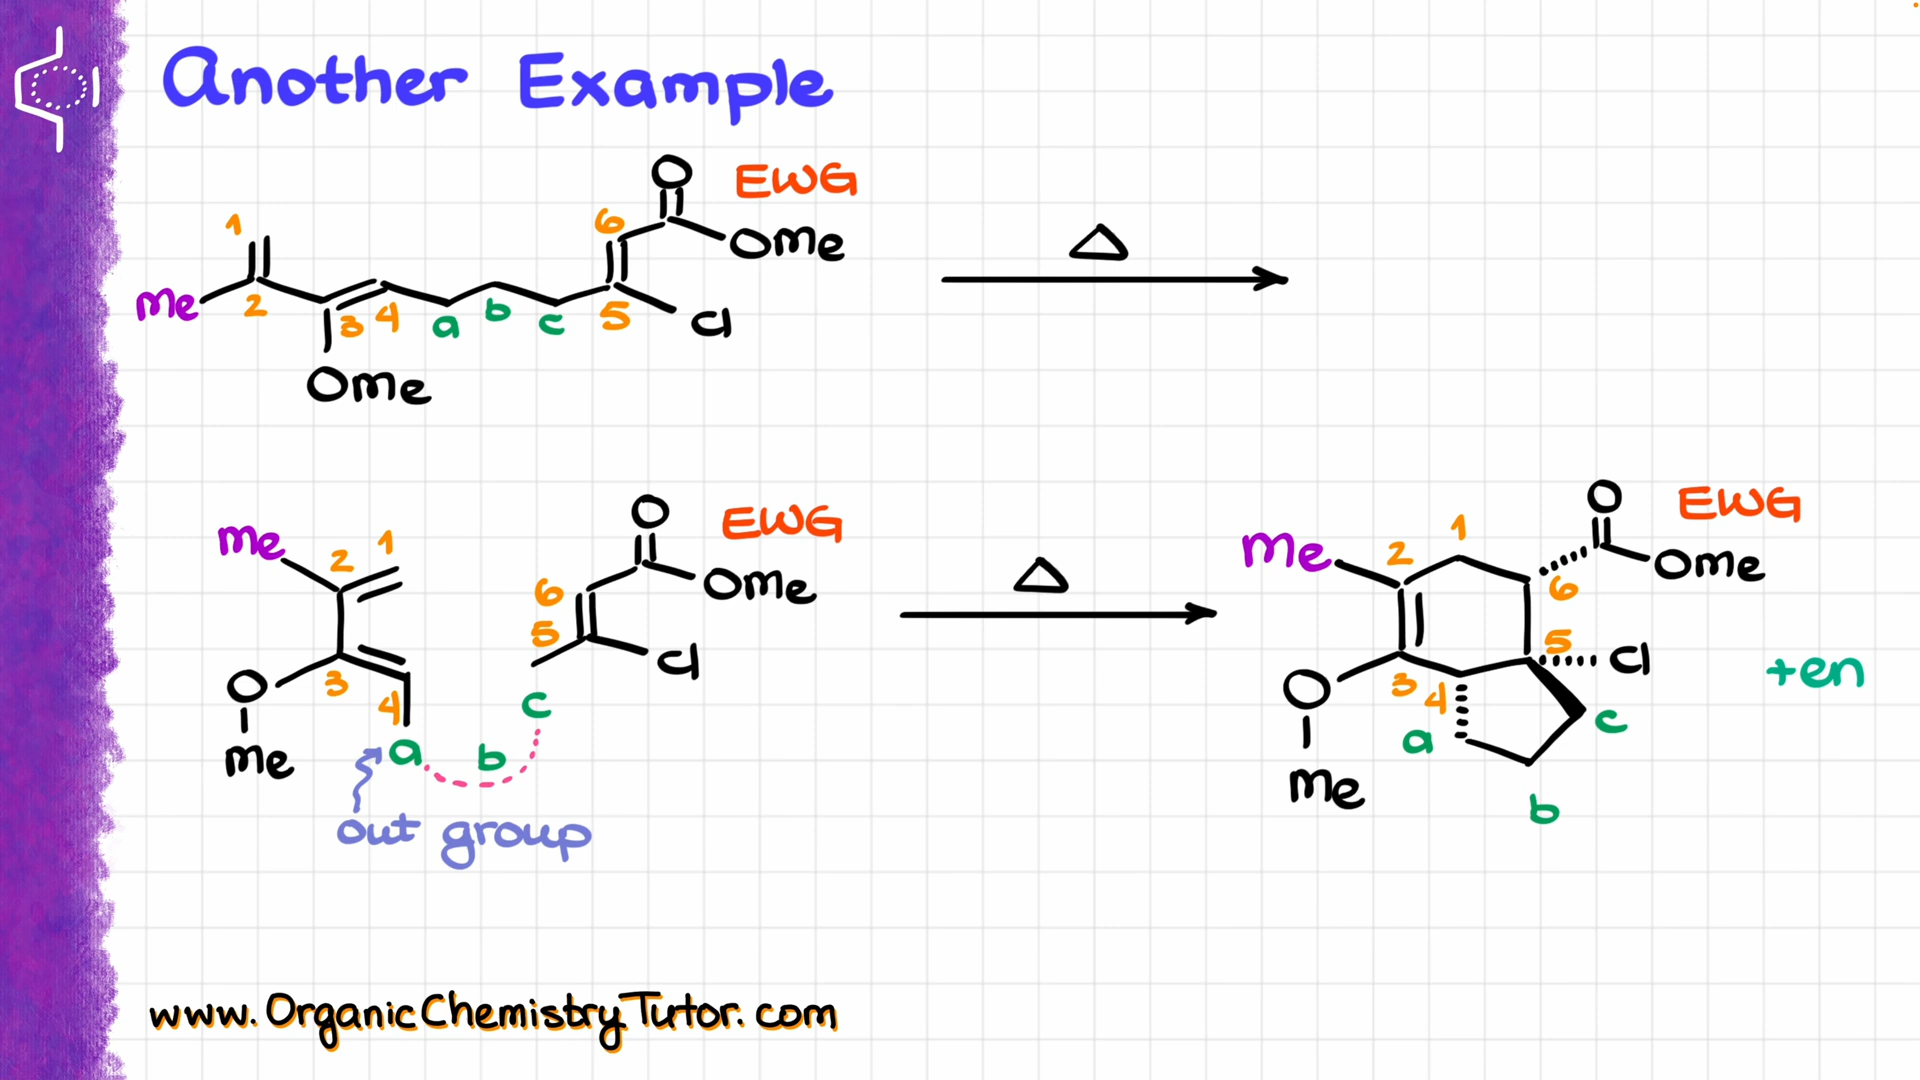 Another Example
O EWG
1 6
OMe Δ
Me 2 3 4 a b c 5 Cl
OMe
O EWG O EWG
Me 2 1 Me 2 1
6 OMe Δ OMe
6
5 5
Cl Cl +en
O 3 O 3 4
4 c a c
Me a b Me
b
out group
www.OrganicChemistryTutor.com